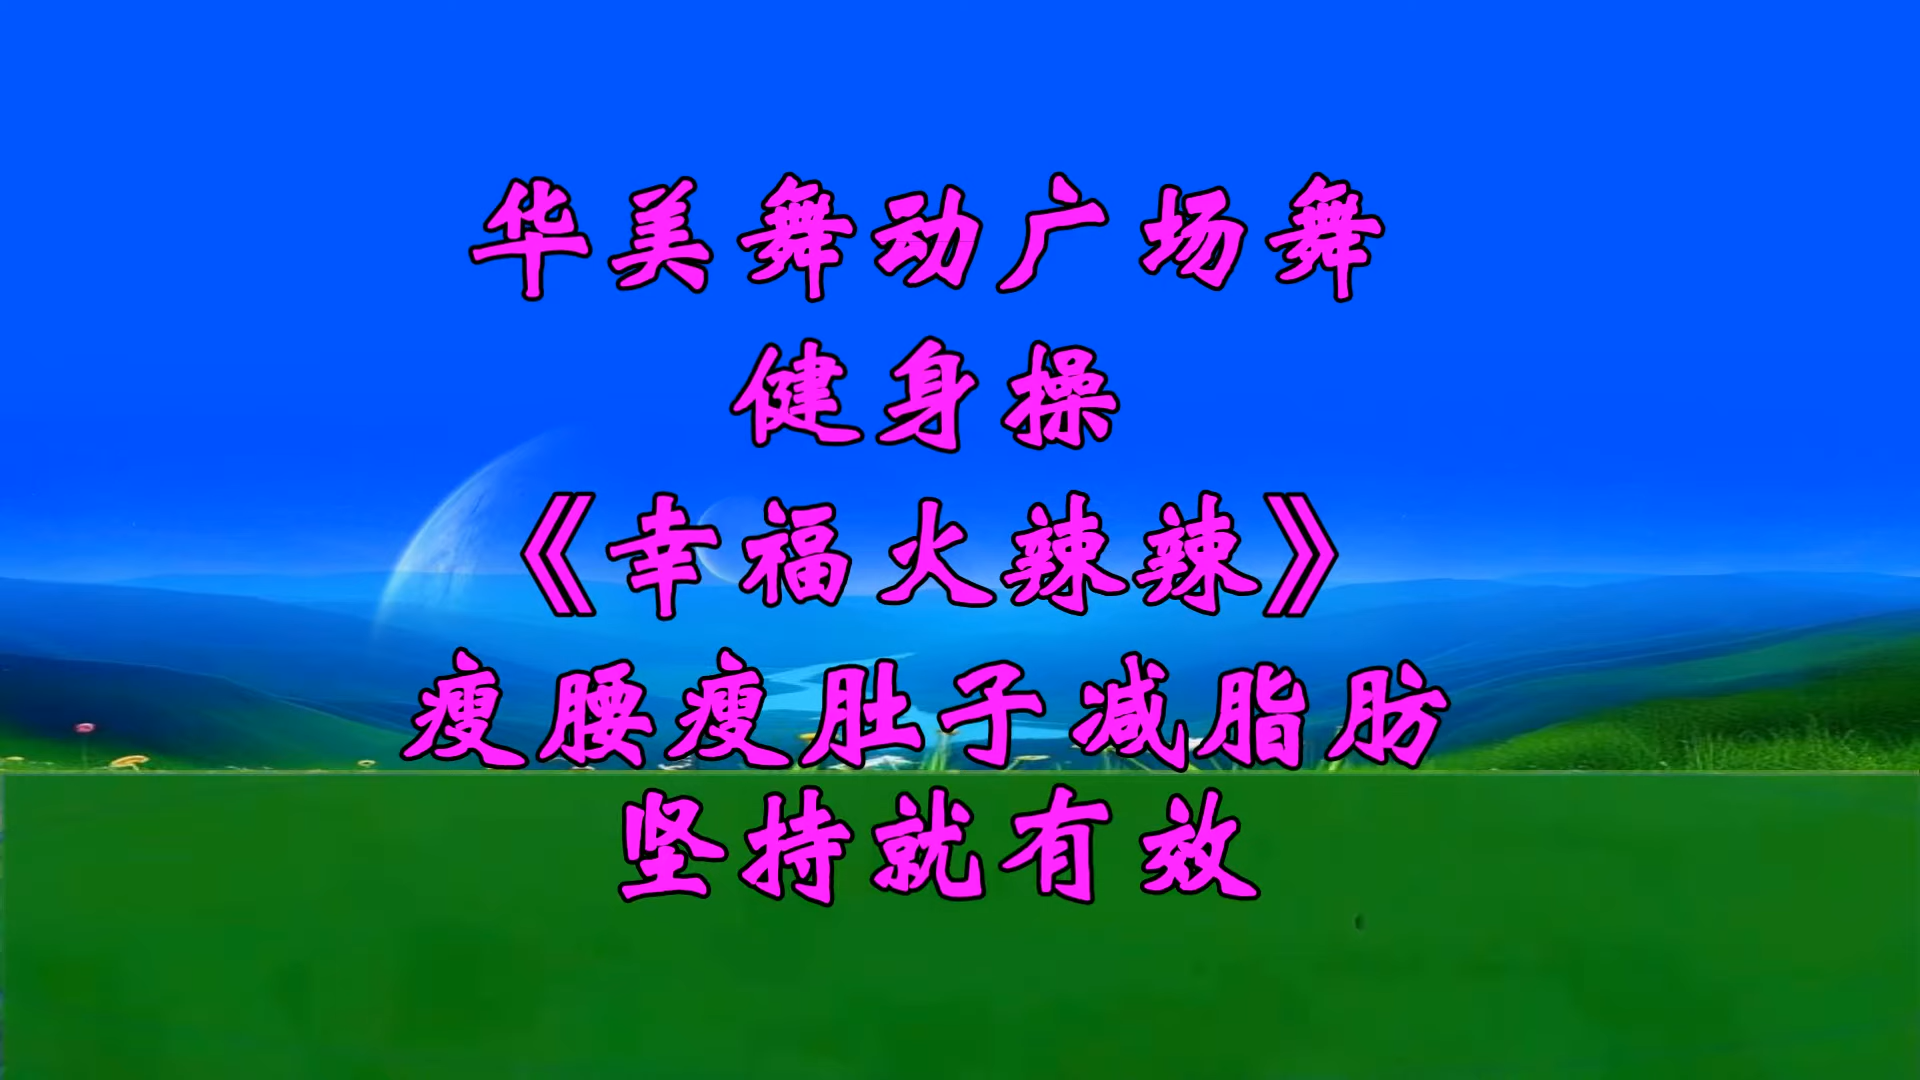 华美舞动广场舞
健身操
《幸福火辣辣》
瘦腰瘦肚子减脂肪
坚持就有效